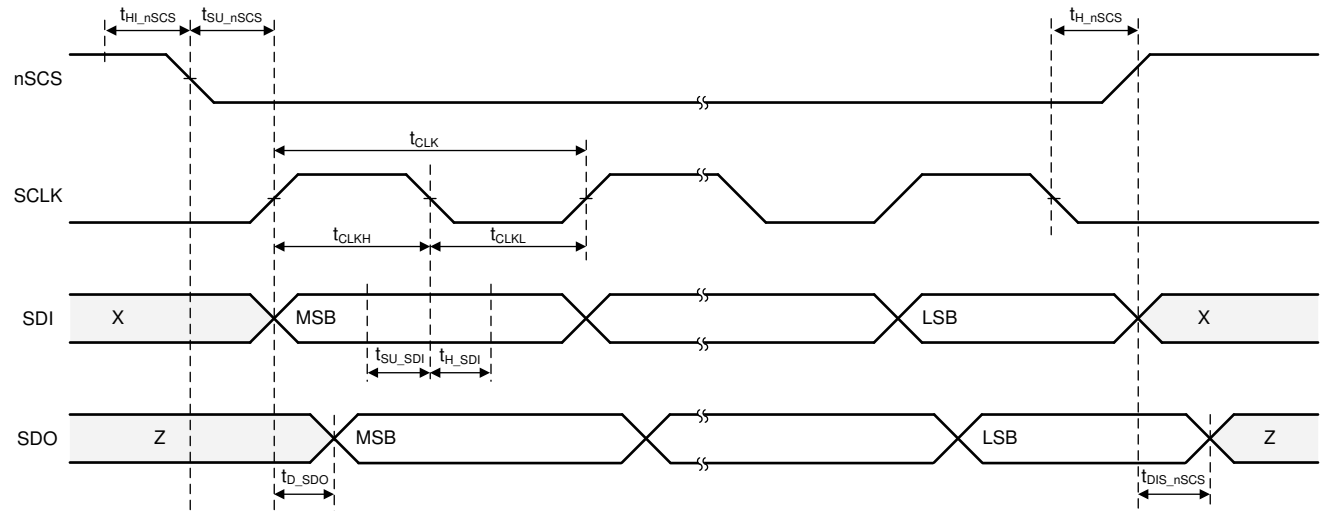 tHI_nSCS tSU_nSCS tH_nSCS
nSCS
tCLK
SCLK
tCLKH tCLKL
SDI X MSB LSB X
tSU_SDI tH_SDI
SDO Z MSB LSB Z
tD_SDO tDIS_nSCS